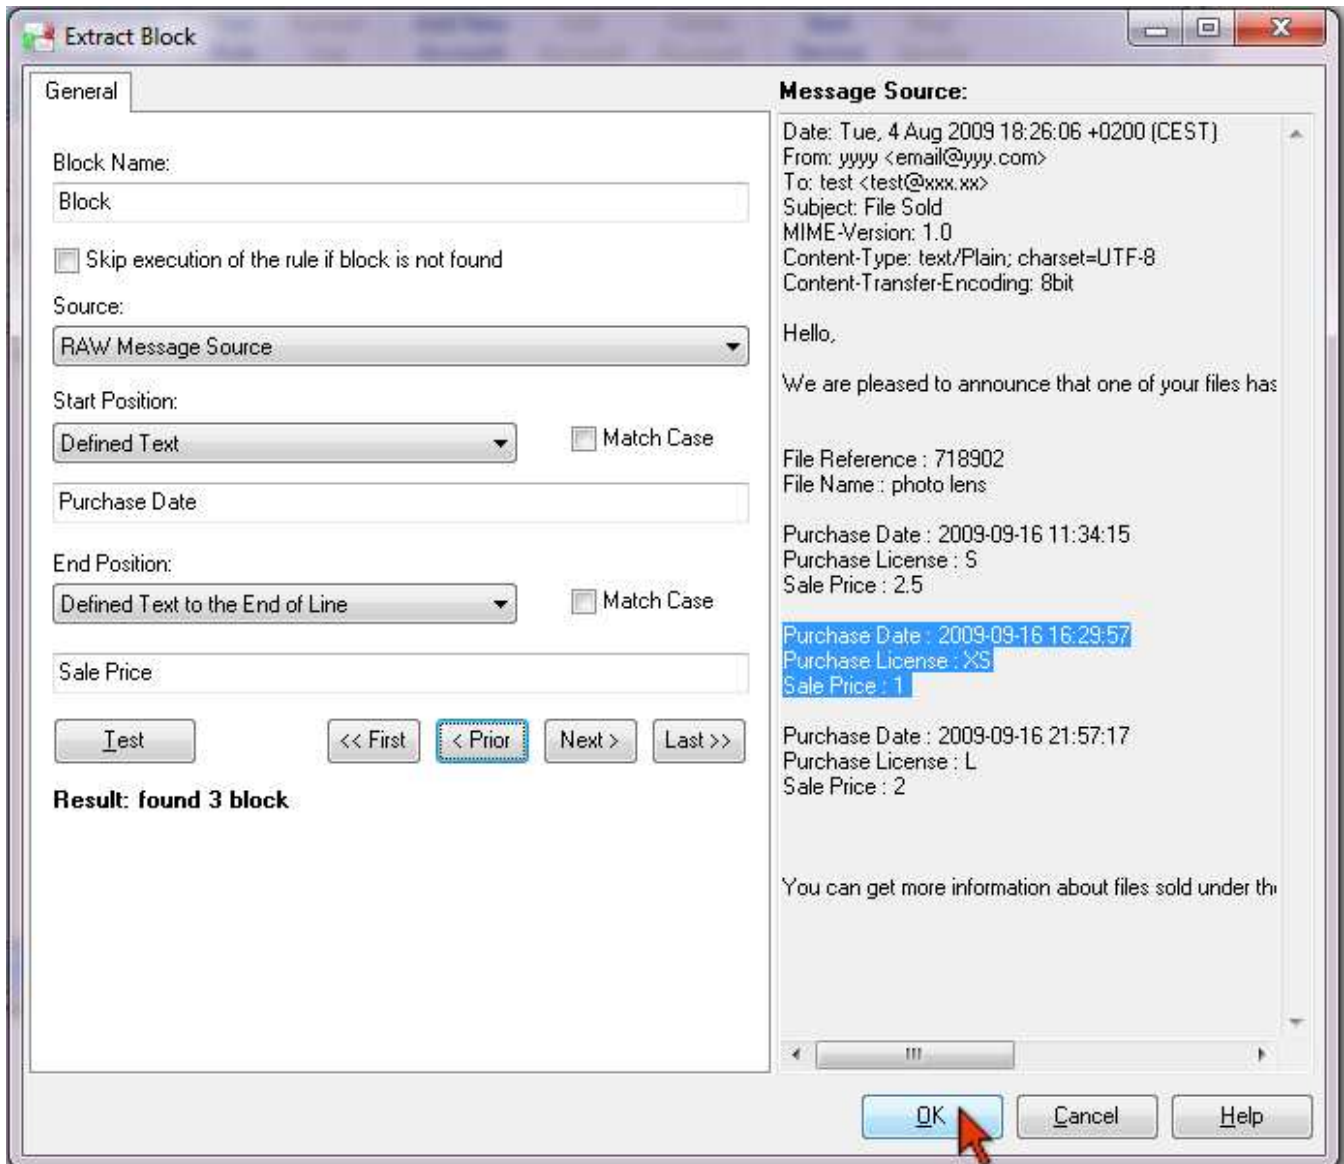 Extract Block
General
Block Name:
Block
Skip execution of the rule if block is not found
Source:
RAW Message Source
Start Position:
Defined Text
Match Case
Purchase Date
End Position:
Defined Text to the End of Line
Match Case
Sale Price
Test
<< First
< Prior
Next >
Last >>
Result: found 3 block
Message Source:
Date: Tue, 4 Aug 2009 18:26:06 +0200 (CEST)
From: yyyy <email@yyy.com>
To: test <test@xxx.xx>
Subject: File Sold
MIME-Version: 1.0
Content-Type: text/Plain; charset=UTF-8
Content-Transfer-Encoding: 8bit
Hello,
We are pleased to announce that one of your files has
File Reference : 718902
File Name : photo lens
Purchase Date : 2009-09-16 11:34:15
Purchase License : S
Sale Price : 2.5
Purchase Date : 2009-09-16 16:29:57
Purchase License : XS
Sale Price : 1
Purchase Date : 2009-09-16 21:57:17
Purchase License : L
Sale Price : 2
You can get more information about files sold under
OK
Cancel
Help